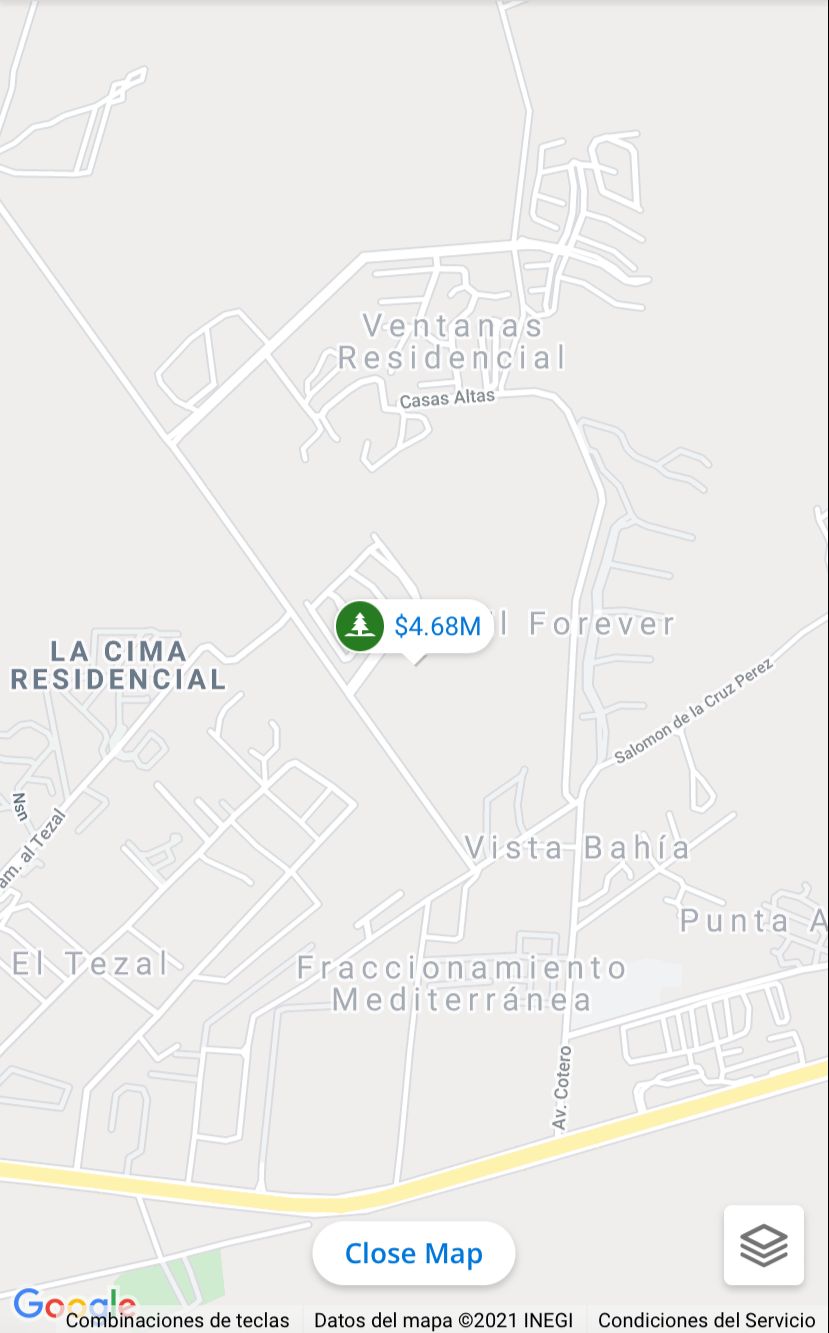 Ventanas
Residencial
Casas Altas
$4.68M
l Forever
LA CIMA
RESIDENCIAL
Salomon de la Cruz Perez
Nsn
am. al Tezal
Vista Bahía
Punta A
El Tezal
Fraccionamiento
Mediterránea
Av. Cotero
Close Map
Google
Combinaciones de teclas
Datos del mapa ©2021 INEGI
Condiciones del Servicio